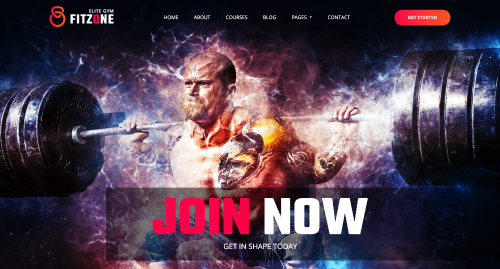 ELITE GYM
FITZONE
HOME ABOUT COURSES BLOG PAGES CONTACT
GET STARTED
JOIN NOW
GET IN SHAPE TODAY